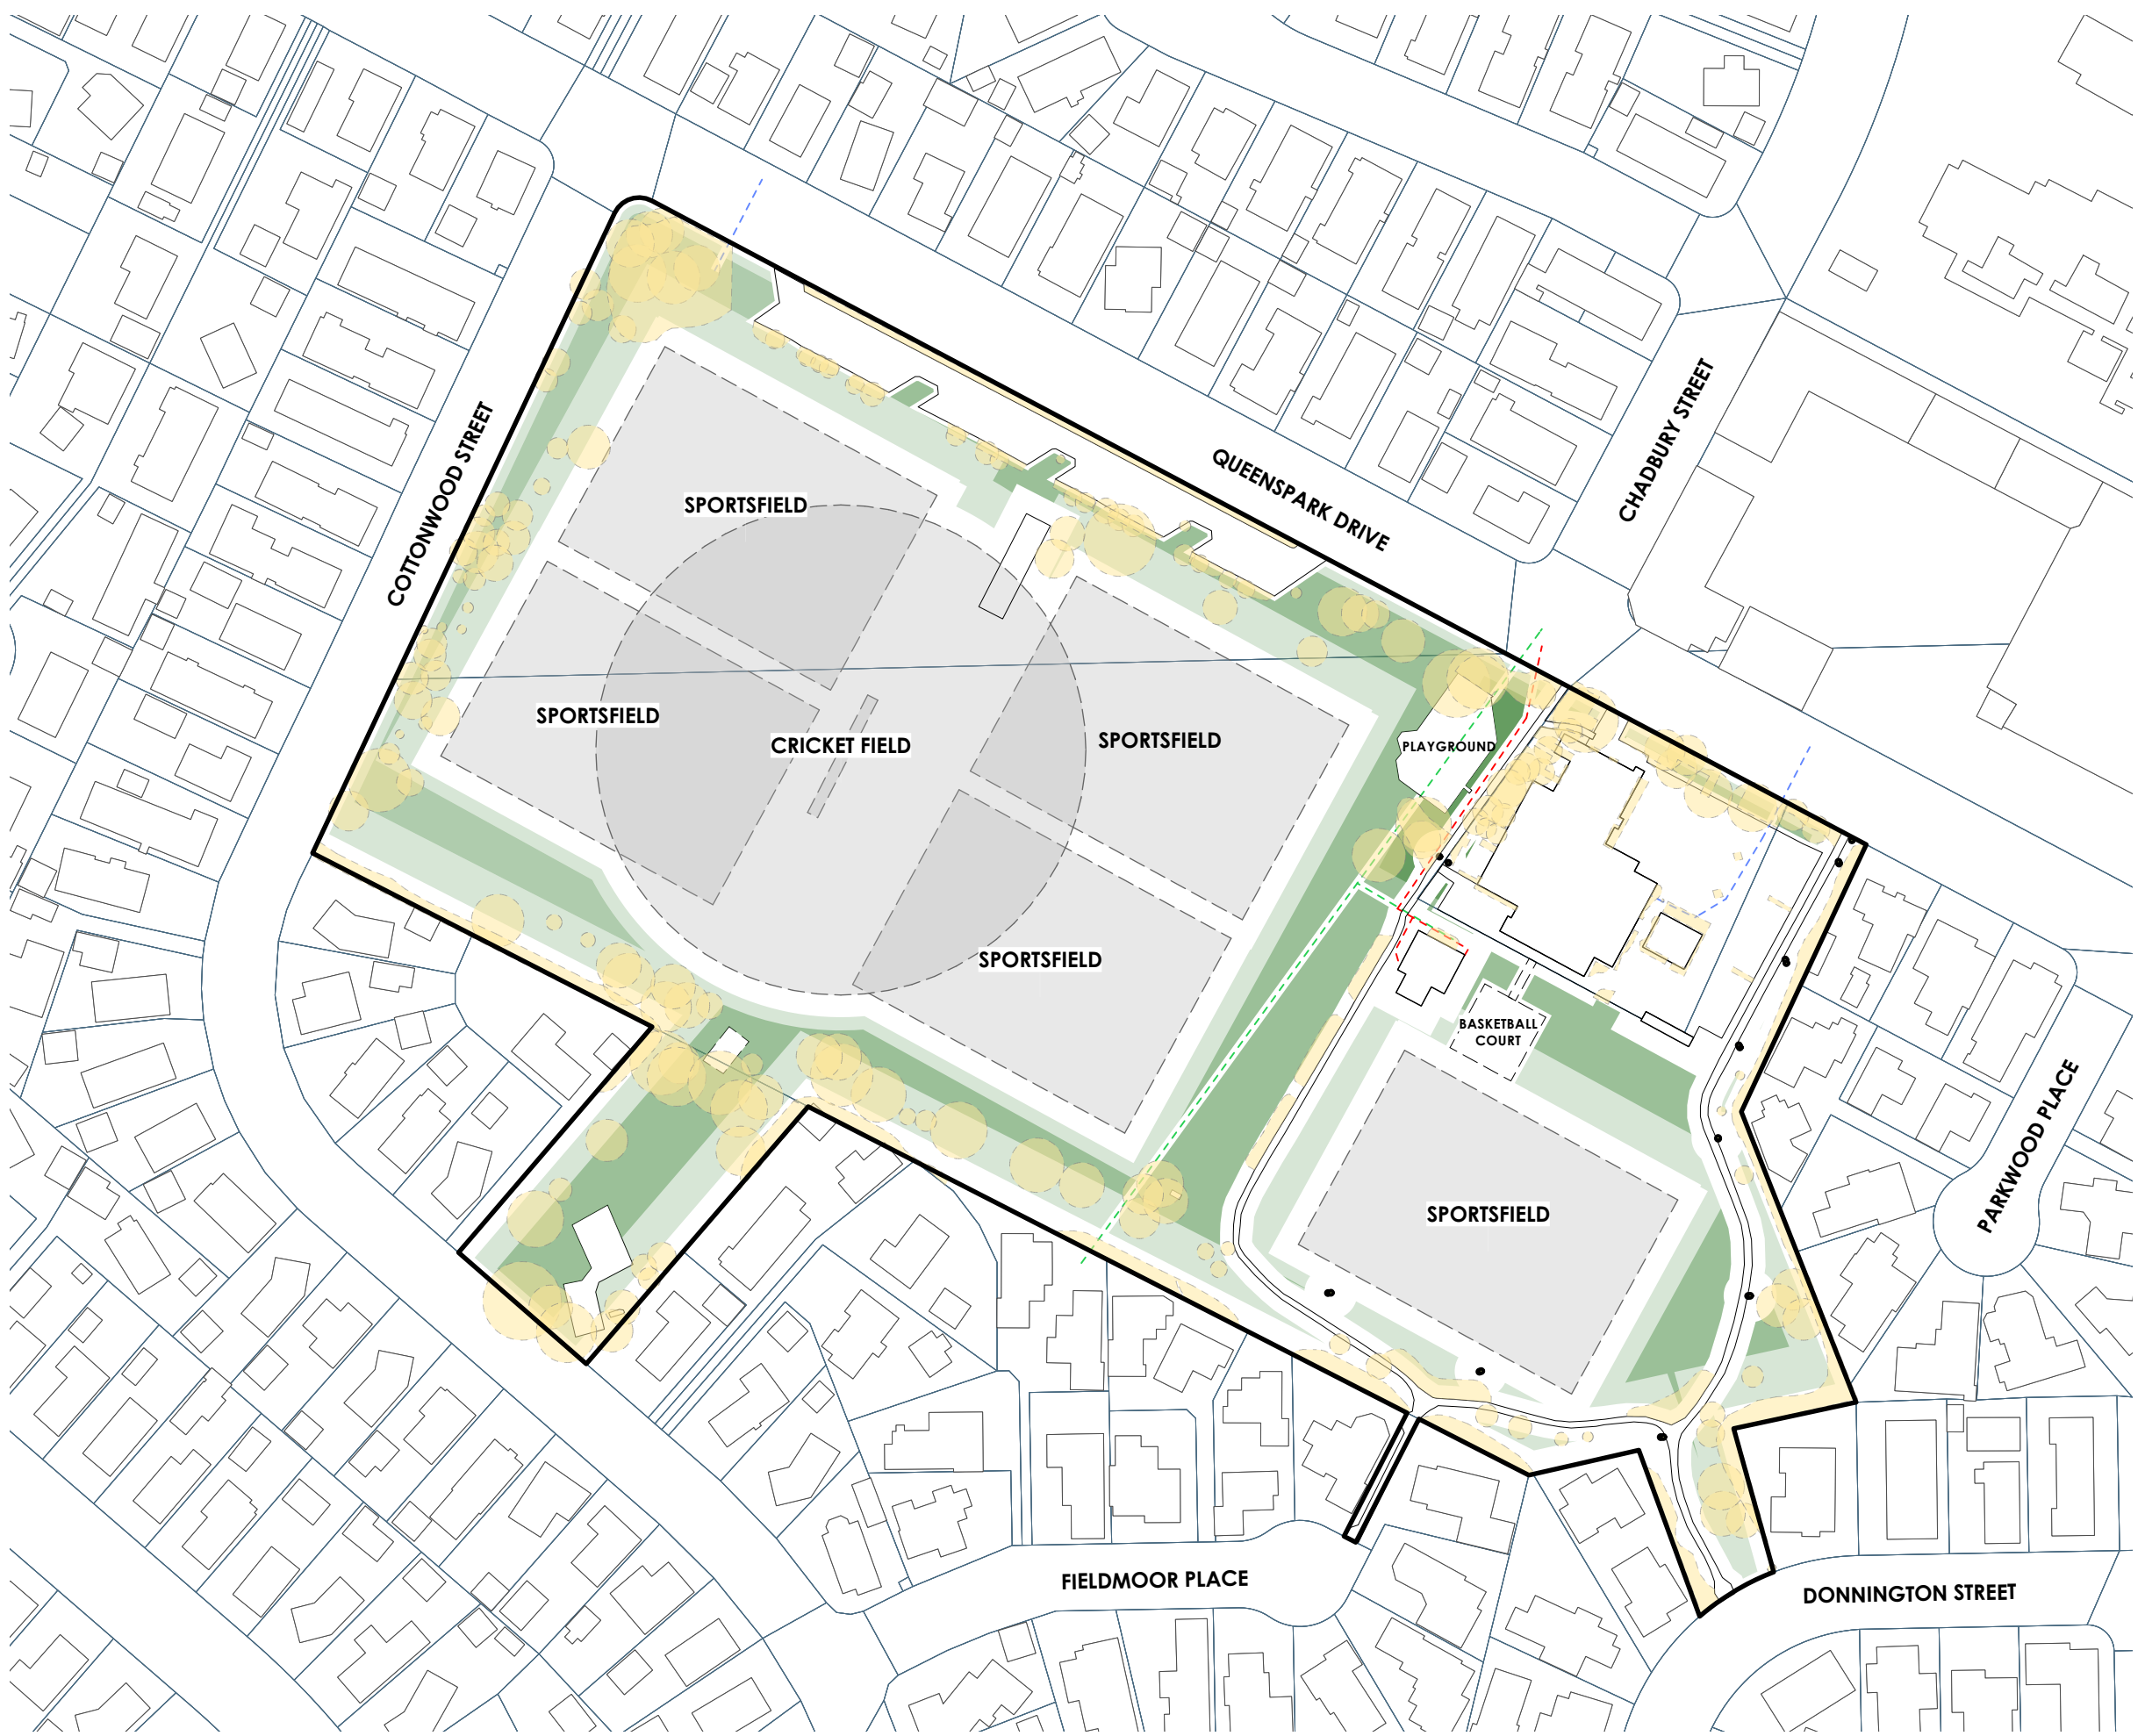 COTTONWOOD STREET
QUEENSPARK DRIVE
CHADBURY STREET
SPORTSFIELD
SPORTSFIELD
CRICKET FIELD
SPORTSFIELD
PLAYGROUND
SPORTSFIELD
BASKETBALL
COURT
SPORTSFIELD
PARKWOOD PLACE
FIELDMOOR PLACE
DONNINGTON STREET